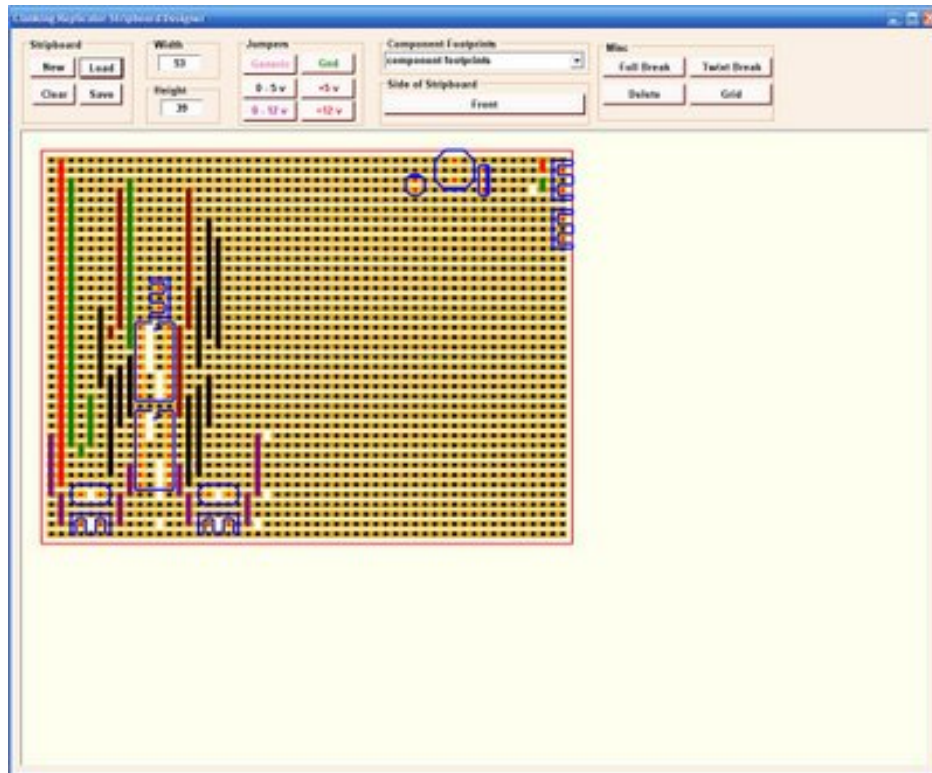 Clanking Replicator Stripboard Designer
Stripboard
New
Load
Clear
Save
Width
53
Height
39
Jumpers
Generic
Gnd
0 - 5 v
+5 v
0 - 12 v
+12 v
Component Footprints
component footprints
Side of Stripboard
Front
Misc
Full Break
Twist Break
Delete
Grid